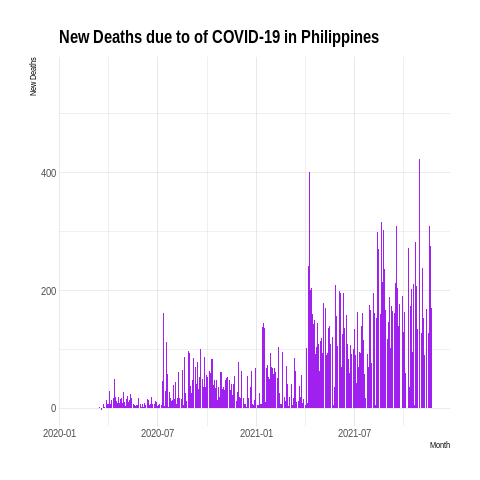 New Deaths due to of COVID-19 in Philippines
New Deaths
400
200
0
2020-01 2020-07 2021-01 2021-07
Month